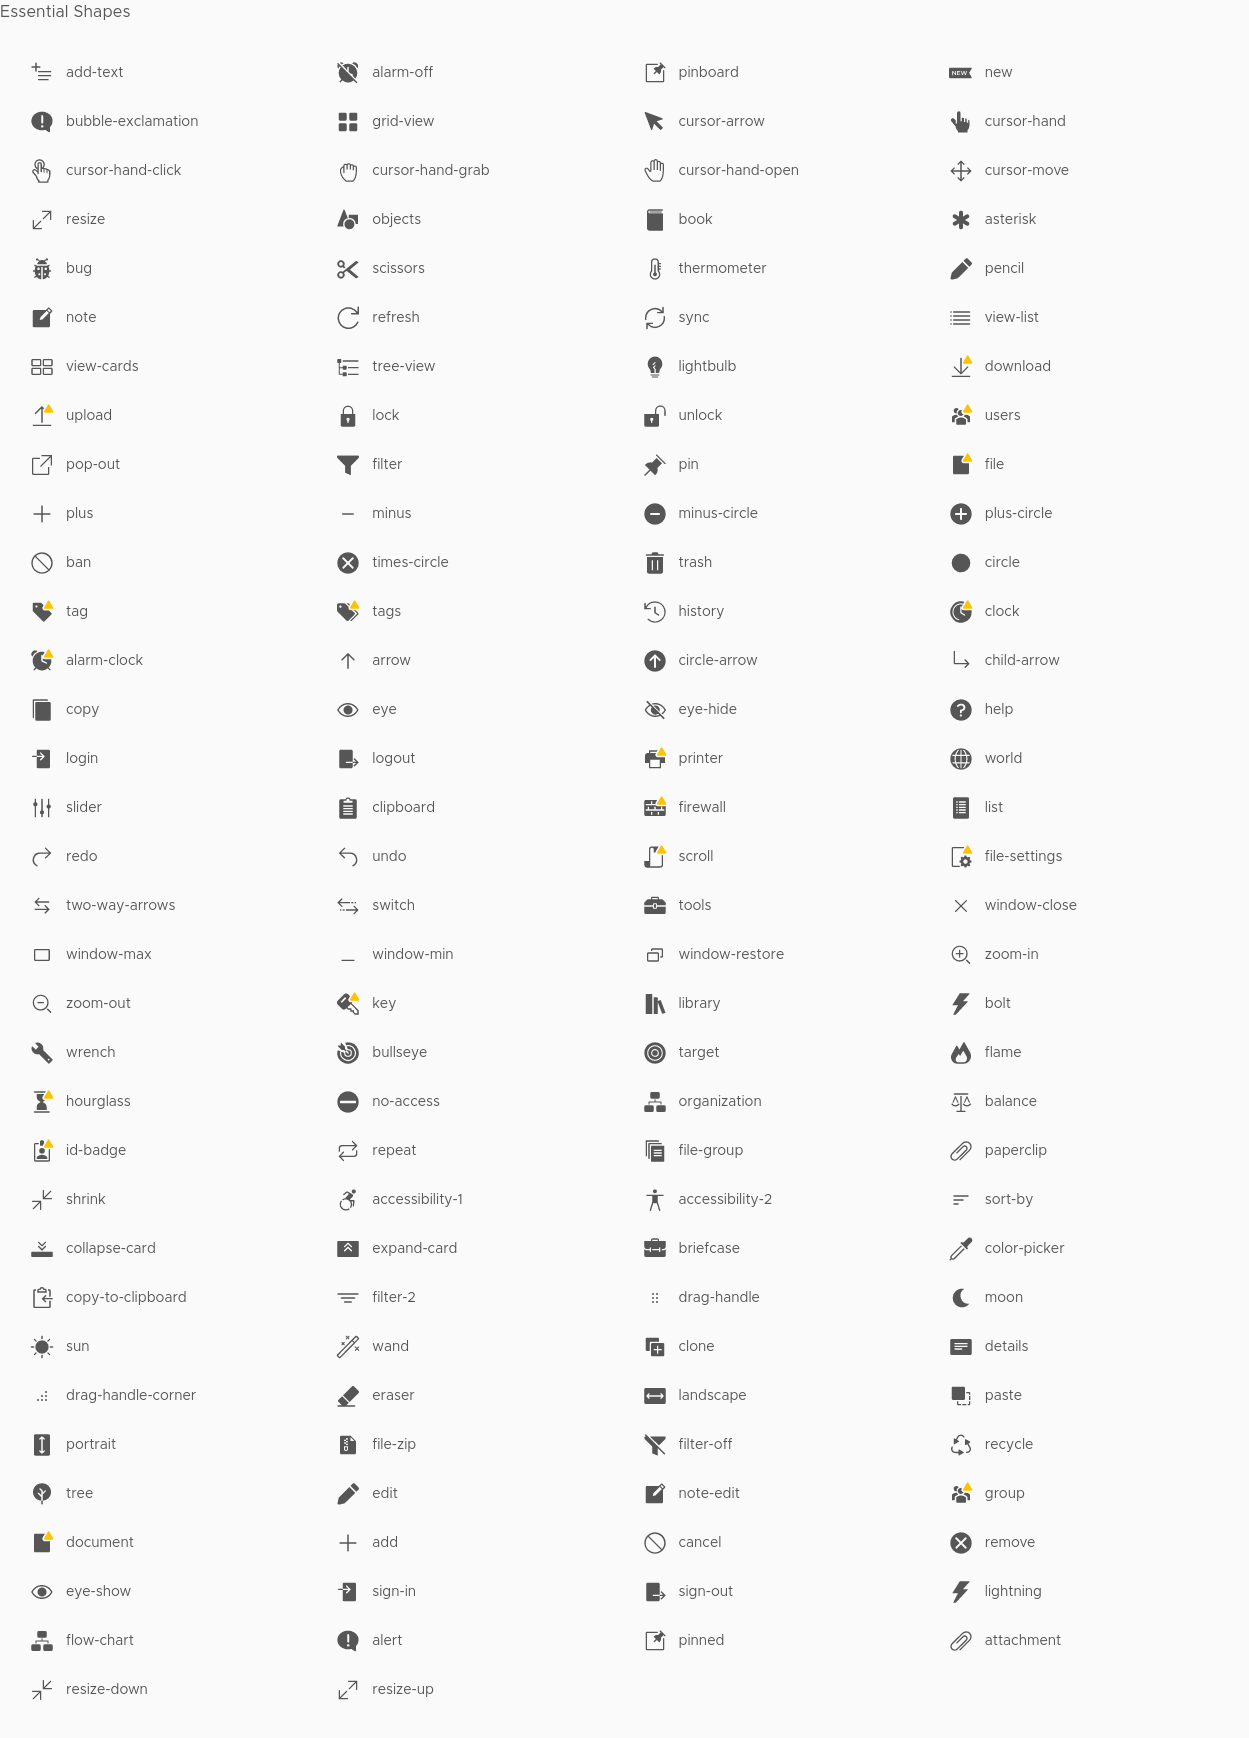 Essential Shapes
add-text alarm-off pinboard NEW new
bubble-exclamation grid-view cursor-arrow cursor-hand
cursor-hand-click cursor-hand-grab cursor-hand-open cursor-move
resize objects book asterisk
bug scissors thermometer pencil
note refresh sync view-list
view-cards tree-view lightbulb download
upload lock unlock users
pop-out filter pin file
plus minus minus-circle plus-circle
ban times-circle trash circle
tag tags history clock
alarm-clock arrow circle-arrow child-arrow
copy eye eye-hide help
login logout printer world
slider clipboard firewall list
redo undo scroll file-settings
two-way-arrows switch tools window-close
window-max window-min window-restore zoom-in
zoom-out key library bolt
wrench bullseye target flame
hourglass no-access organization balance
id-badge repeat file-group paperclip
shrink accessibility-1 accessibility-2 sort-by
collapse-card expand-card briefcase color-picker
copy-to-clipboard filter-2 drag-handle moon
sun wand clone details
drag-handle-corner eraser landscape paste
portrait file-zip filter-off recycle
tree edit note-edit group
document add cancel remove
eye-show sign-in sign-out lightning
flow-chart alert pinned attachment
resize-down resize-up